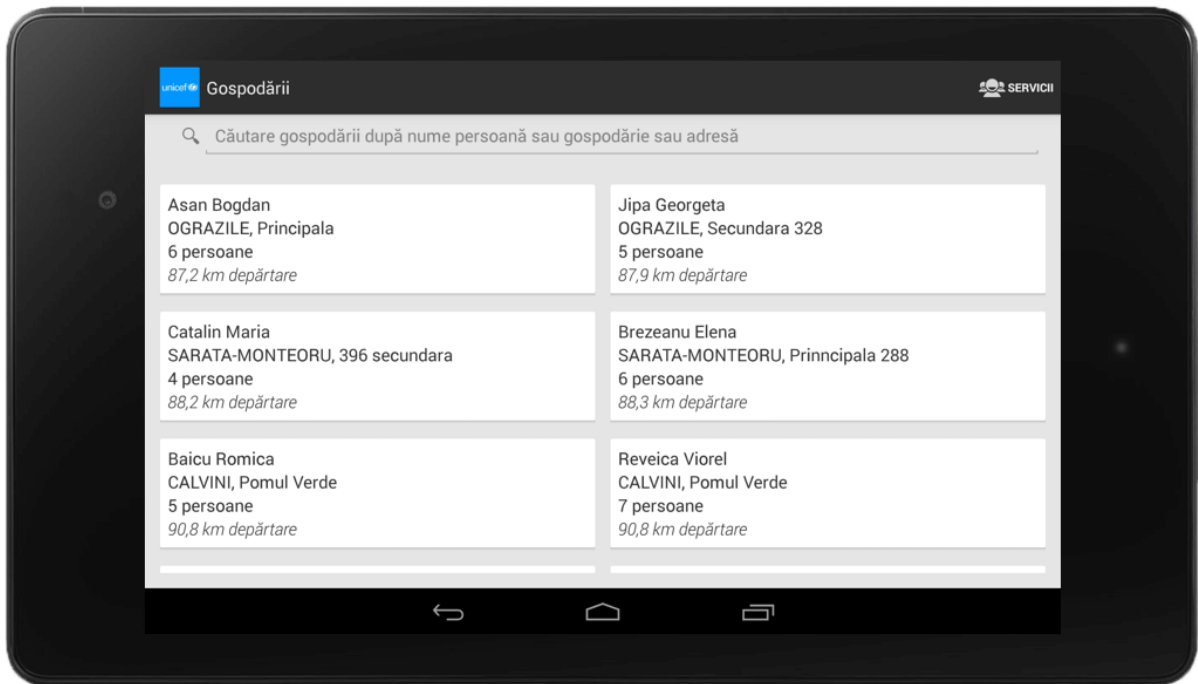 unicef
Gospodării
SERVICII
Căutare gospodării după nume persoană sau gospodărie sau adresă
Asan Bogdan
OGRAZILE, Principala
6 persoane
87,2 km depărtare
Jipa Georgeta
OGRAZILE, Secundara 328
5 persoane
87,9 km depărtare
Catalin Maria
SARATA-MONTEORU, 396 secundara
4 persoane
88,2 km depărtare
Brezeanu Elena
SARATA-MONTEORU, Prinncipala 288
6 persoane
88,3 km depărtare
Baicu Romica
CALVINI, Pomul Verde
5 persoane
90,8 km depărtare
Reveica Viorel
CALVINI, Pomul Verde
7 persoane
90,8 km depărtare